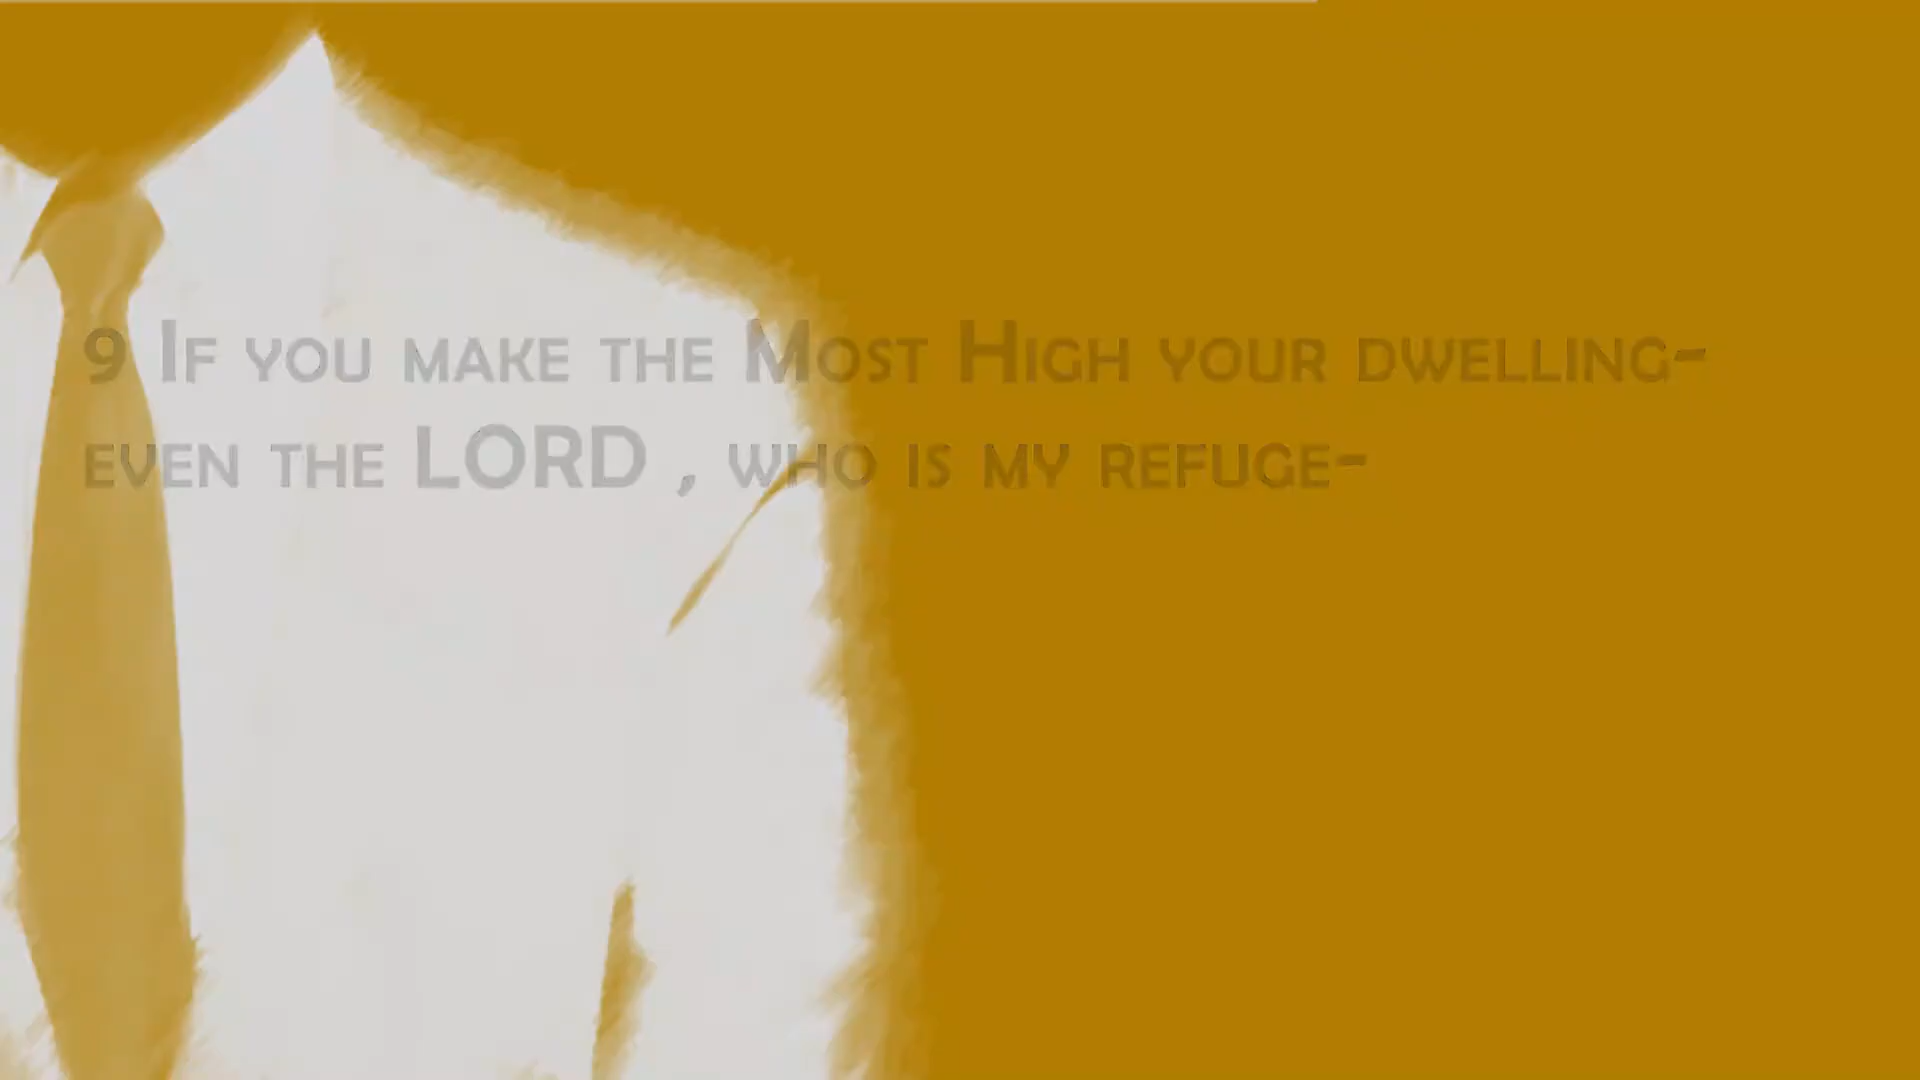 9 If you make the Most High your dwelling-
even the LORD , who is my refuge-